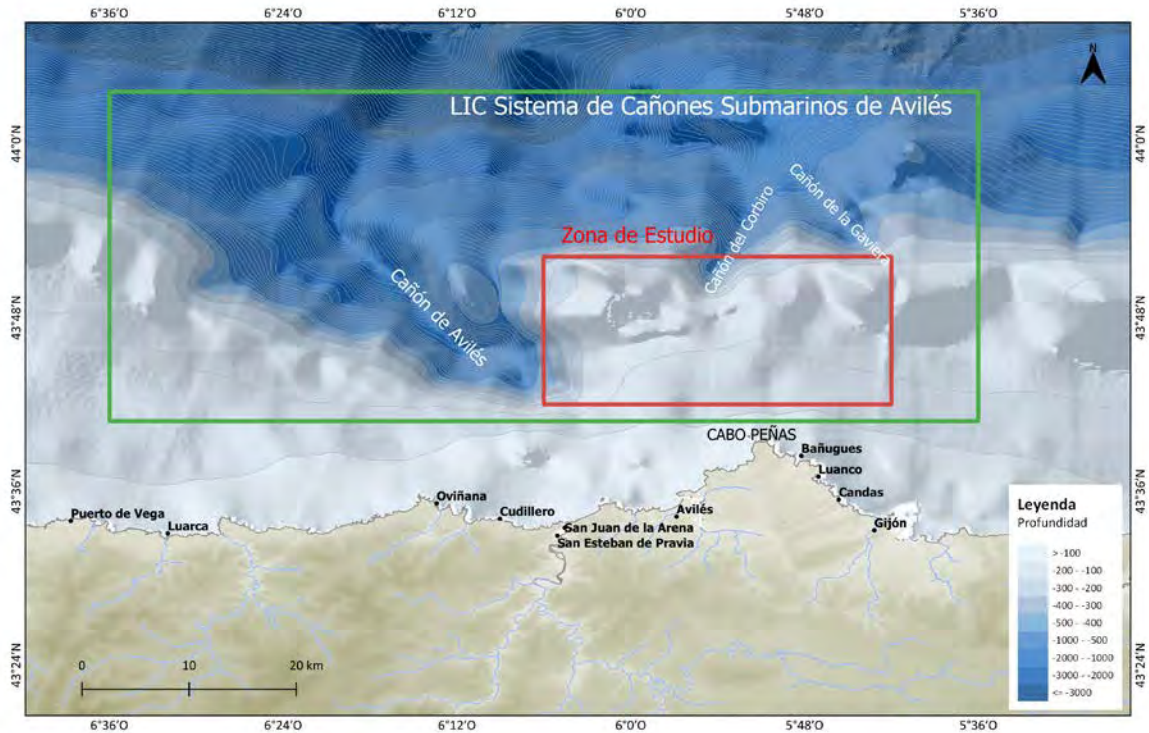 6°36'O 6°24'O 6°12'O 6°0'O 5°48'O 5°36'O
N
LIC Sistema de Cañones Submarinos de Avilés
44°0'N 44°0'N
Cañón de la Gaviera
Cañón del Corbiro
Zona de Estudio
Cañón de Avilés
43°48'N 43°48'N
CABO PEÑAS
Bañugues
Luanco
43°36'N 43°36'N
Candas
Oviñana
Avilés
Puerto de Vega
Cudillero
Luarca
San Juan de la Arena
Gijón
San Esteban de Pravia
Leyenda
Profundidad
> -100
-200 - -100
-300 - -200
-400 - -300
-500 - -400
-1000 - -500
-2000 - -1000
-3000 - -2000
<= -3000
43°24'N 43°24'N
0 10 20 km
6°36'O 6°24'O 6°12'O 6°0'O 5°48'O 5°36'O